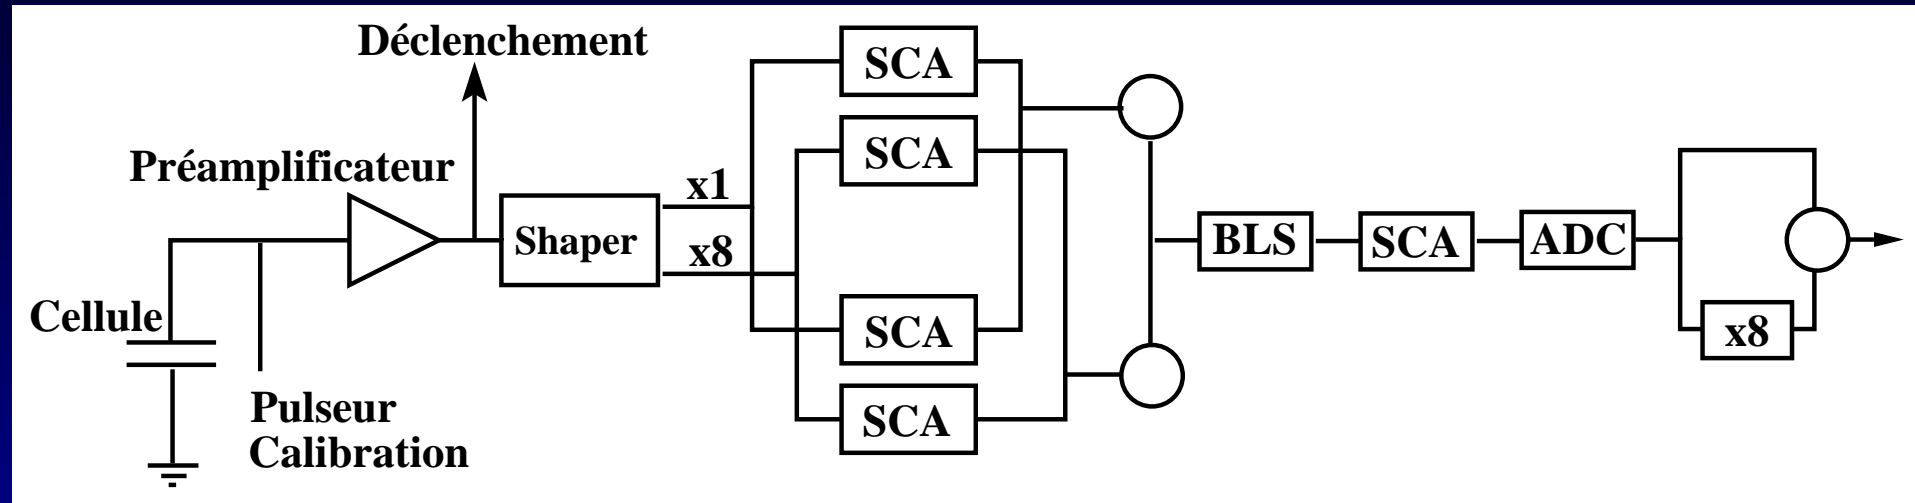 Déclenchement
Préamplificateur
Cellule
Pulseur
Calibration
Shaper
x1
x8
SCA
SCA
SCA
SCA
BLS
SCA
ADC
x8